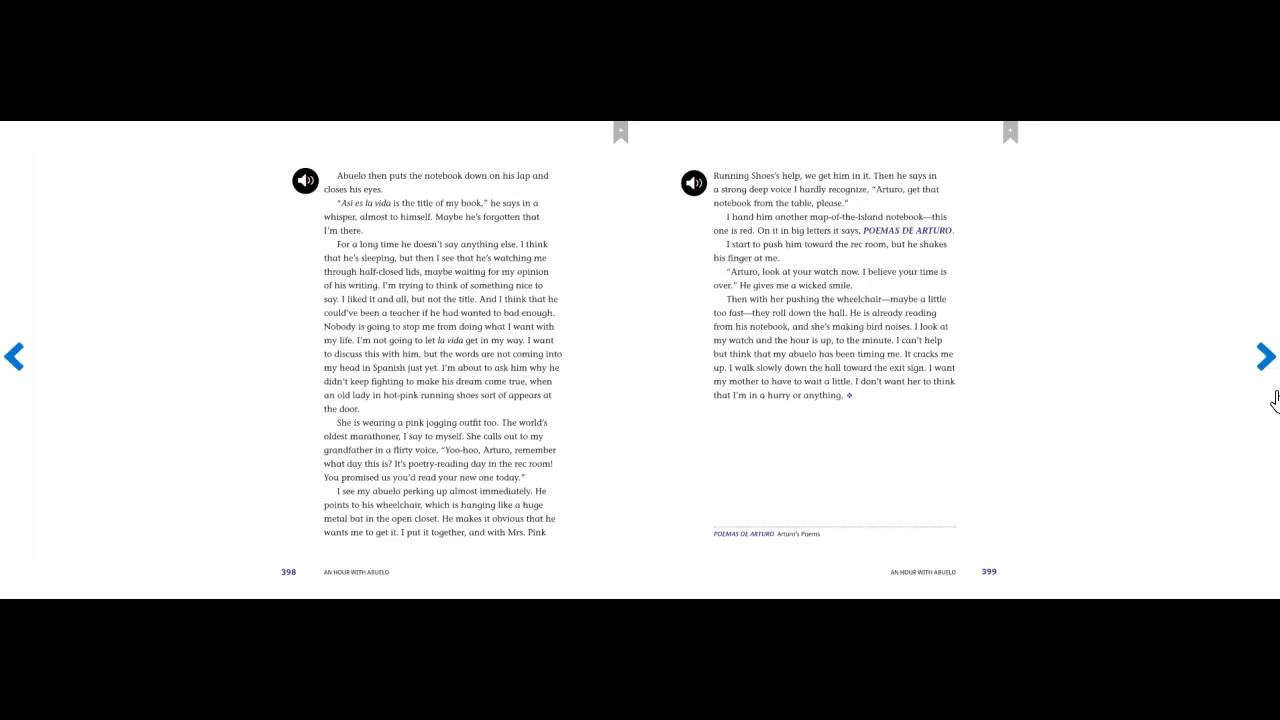 Abuelo then puts the notebook down on his lap and
closes his eyes.
“Asi es la vida is the title of my book,” he says in a
whisper, almost to himself. Maybe he’s forgotten that
I’m there.
For a long time he doesn’t say anything else. I think
that he’s sleeping, but then I see that he’s watching me
through half-closed lids, maybe waiting for my opinion
of his writing. I’m trying to think of something nice to
say. I liked it and all, but not the title. And I think that he
could’ve been a teacher if he had wanted to bad enough.
Nobody is going to stop me from doing what I want with
my life. I’m not going to let la vida get in my way. I want
to discuss this with him, but the words are not coming into
my head in Spanish just yet. I’m about to ask him why he
didn’t keep fighting to make his dream come true, when
an old lady in hot-pink running shoes sort of appears at
the door.
She is wearing a pink jogging outfit too. The world’s
oldest marathoner, I say to myself. She calls out to my
grandfather in a flirty voice, “Yoo-hoo, Arturo, remember
what day this is? It’s poetry-reading day in the rec room!
You promised us you’d read your new one today.”
I see my abuelo perking up almost immediately. He
points to his wheelchair, which is hanging like a huge
metal bat in the open closet. He makes it obvious that he
wants me to get it. I put it together, and with Mrs. Pink
398 AN HOUR WITH ABUELO
Running Shoes’s help, we get him in it. Then he says in
a strong deep voice I hardly recognize, “Arturo, get that
notebook from the table, please.”
I hand him another map-of-the-Island notebook—this
one is red. On it in big letters it says, POEMAS DE ARTURO.
I start to push him toward the rec room, but he shakes
his finger at me.
“Arturo, look at your watch now. I believe your time is
over.” He gives me a wicked smile.
Then with her pushing the wheelchair—maybe a little
too fast—they roll down the hall. He is already reading
from his notebook, and she’s making bird noises. I look at
my watch and the hour is up, to the minute. I can’t help
but think that my abuelo has been timing me. It cracks me
up. I walk slowly down the hall toward the exit sign. I want
my mother to have to wait a little. I don’t want her to think
that I’m in a hurry or anything. ❖
POEMAS DE ARTURO Arturo’s Poems
AN HOUR WITH ABUELO 399